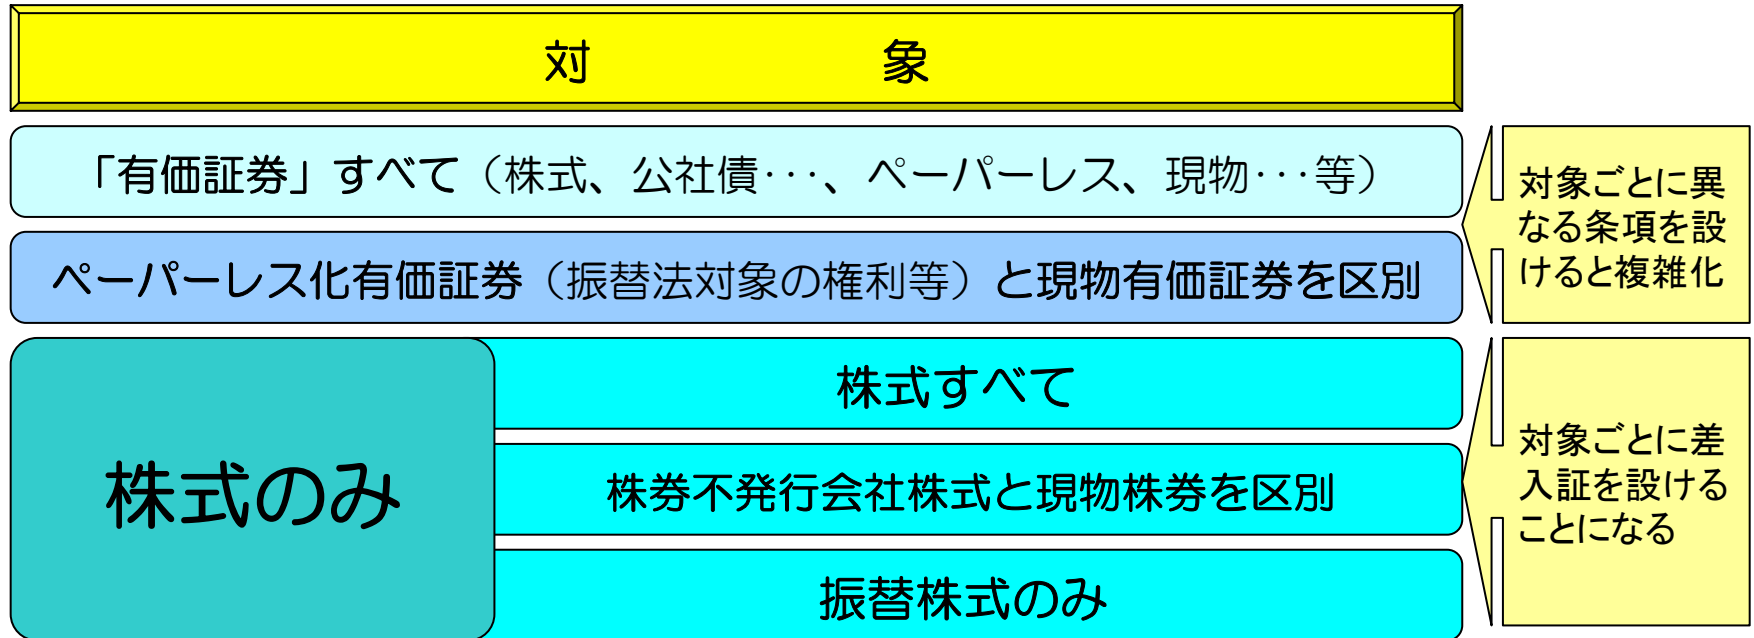 対　象
「有価証券」すべて（株式、公社債･･･、ペーパーレス、現物･･･等）
ペーパーレス化有価証券（振替法対象の権利等）と現物有価証券を区別
対象ごとに異
なる条項を設
けると複雑化
株式のみ
株式すべて
株券不発行会社株式と現物株券を区別
振替株式のみ
対象ごとに差
入証を設ける
ことになる